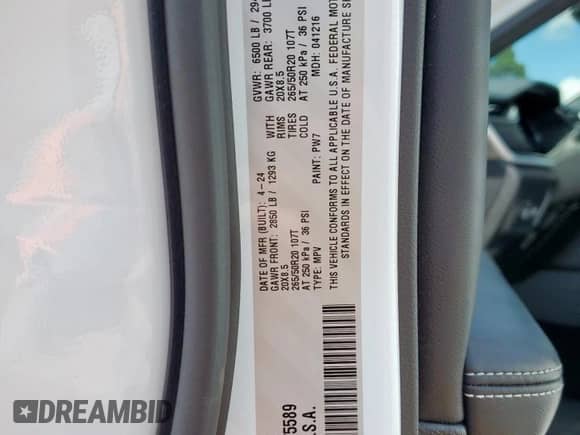 DATE OF MFR (BUILT): 4-24 GVWR: 6500 LB / 29
GAWR FRONT: 2850 LB / 1293 KG WITH GAWR REAR: 3700 L
20X8.5 RIMS 20X8.5
265/50R20 107T TIRES 265/50R20 107T
AT 250 kPa / 36 PSI COLD AT 250 kPa / 36 PSI
TYPE: MPV PAINT: PW7 MDH: 041216
THIS VEHICLE CONFORMS TO ALL APPLICABLE U.S.A. FEDERAL MOT
STANDARDS IN EFFECT ON THE DATE OF MANUFACTURE SH
5589
.S.A.
DREAMBID